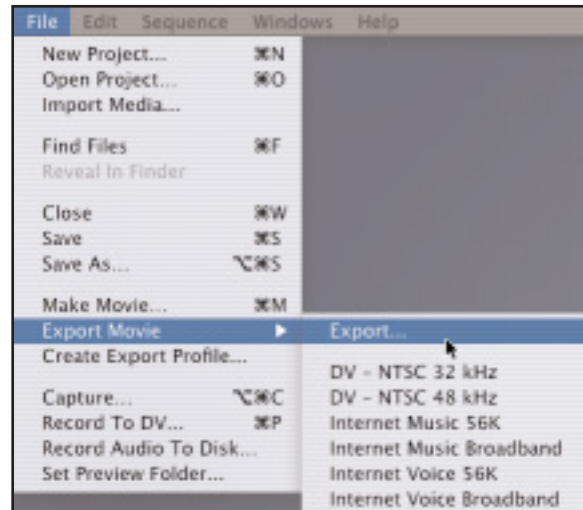 File Edit Sequence Windows Help
New Project... ⌘N
Open Project... ⌘O
Import Media...
Find Files ⌘F
Reveal In Finder
Close ⌘W
Save ⌘S
Save As... ⌥⌘S
Make Movie... ⌘M
Export Movie ▶ Export...
Create Export Profile...
DV - NTSC 32 kHz
Capture... ⌥⌘C DV - NTSC 48 kHz
Record To DV... ⌘P Internet Music 56K
Record Audio To Disk... Internet Music Broadband
Set Preview Folder... Internet Voice 56K
Internet Voice Broadband